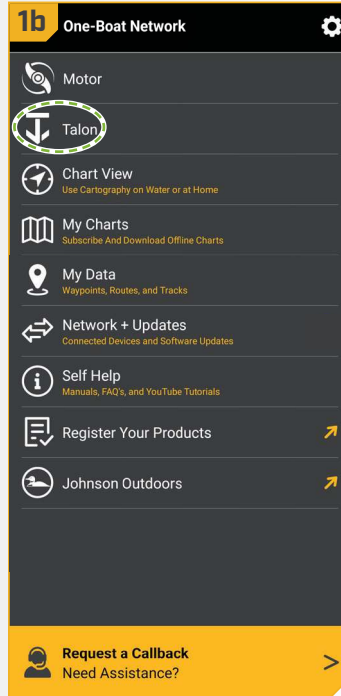 1b
One-Boat Network
Motor
Talon
Chart View
Use Cartography on Water or at Home
My Charts
Subscribe And Download Offline Charts
My Data
Waypoints, Routes, and Tracks
Network + Updates
Connected Devices and Software Updates
Self Help
Manuals, FAQ's, and YouTube Tutorials
Register Your Products
Johnson Outdoors
Request a Callback
Need Assistance?